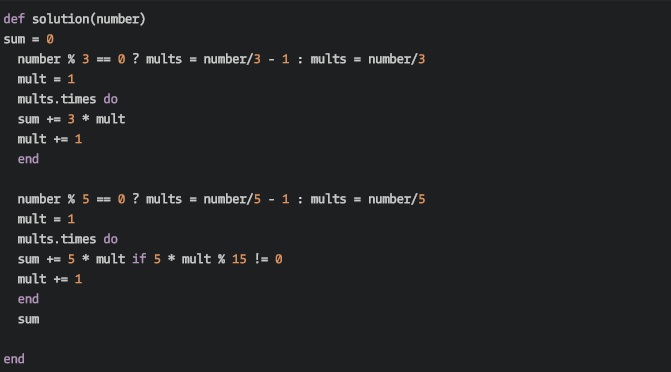 def solution(number)
sum = 0
  number % 3 == 0 ? mults = number/3 - 1 : mults = number/3
  mult = 1
  mults.times do
  sum += 3 * mult
  mult += 1
  end

  number % 5 == 0 ? mults = number/5 - 1 : mults = number/5
  mult = 1
  mults.times do
  sum += 5 * mult if 5 * mult % 15 != 0
  mult += 1
  end
  sum

end